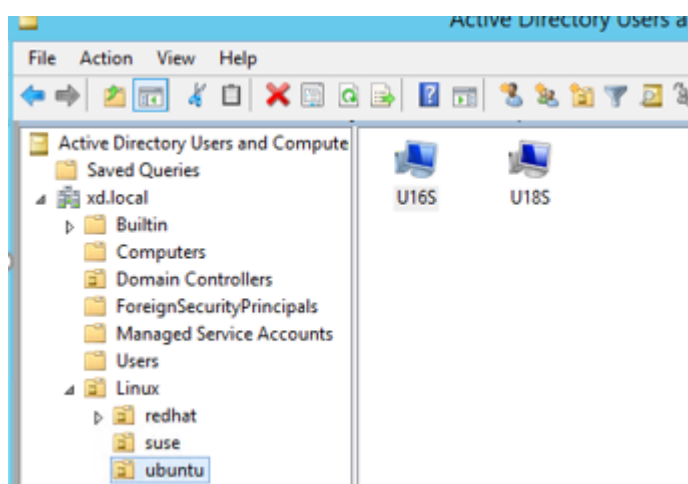 Active Directory Users a
File Action View Help
Active Directory Users and Compute
Saved Queries
xd.local
Builtin
Computers
Domain Controllers
ForeignSecurityPrincipals
Managed Service Accounts
Users
Linux
redhat
suse
ubuntu
U16S U18S